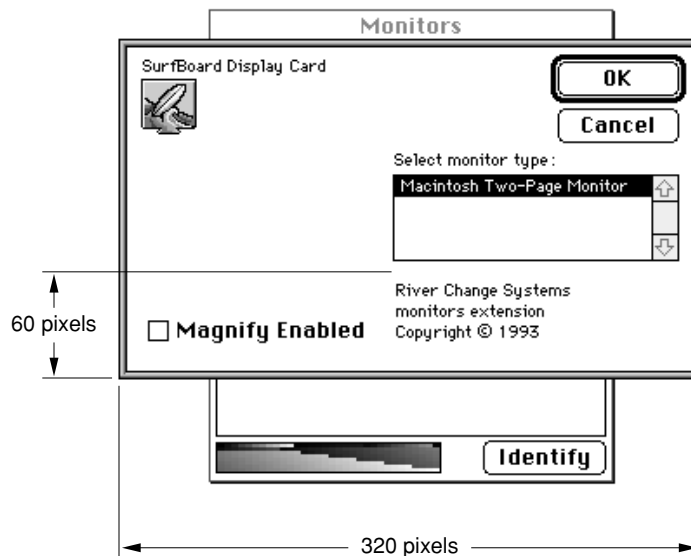 Monitors
SurfBoard Display Card
OK
Cancel
Select monitor type:
Macintosh Two-Page Monitor
River Change Systems
monitors extension
Copyright © 1993
60 pixels
Magnify Enabled
Identify
320 pixels